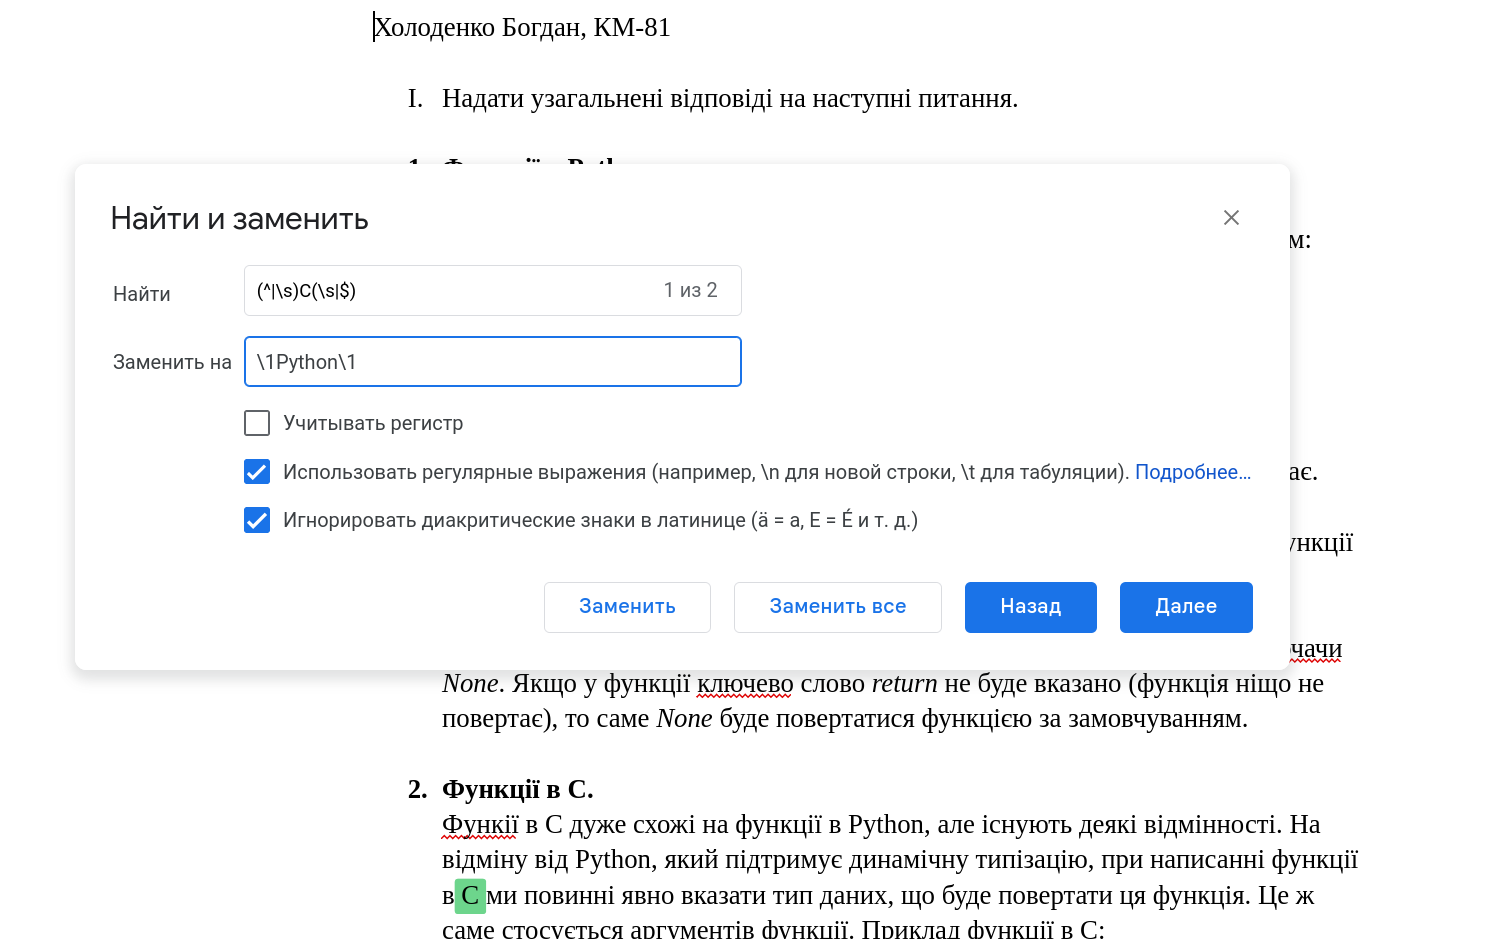 Холоденко Богдан, КМ-81
I. Надати узагальнені відповіді на наступні питання.
Найти и заменить
м:
Найти (^|\s)C(\s|$) 1 из 2
Заменить на \1Python\1
Учитывать регистр
Использовать регулярные выражения (например, \n для новой строки, \t для табуляции). Подробнее...
ає.
Игнорировать диакритические знаки в латинице (ä = a, E = É и т. д.)
ункції
Заменить Заменить все Назад Далее
чачи
None. Якщо у функції ключево слово return не буде вказано (функція ніщо не
повертає), то саме None буде повертатися функцією за замовчуванням.
2. Функції в С.
Функії в С дуже схожі на функції в Python, але існують деякі відмінності. На
відміну від Python, який підтримує динамічну типізацію, при написанні функції
в С ми повинні явно вказати тип даних, що буде повертати ця функція. Це ж
саме стосується аргументів функції. Приклад функції в С: